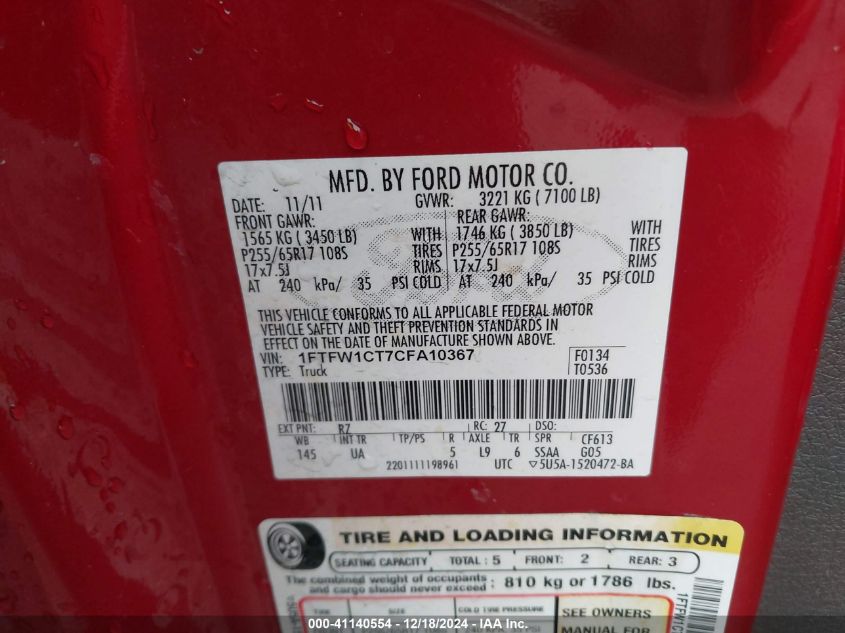 MFD. BY FORD MOTOR CO.
DATE: 11/11 GVWR: 3221 KG ( 7100 LB)
FRONT GAWR: REAR GAWR:
1565 KG ( 3450 LB) WITH 1746 KG ( 3850 LB) WITH
P255/65R17 108S TIRES P255/65R17 108S TIRES
17x7.5J RIMS 17x7.5J RIMS
AT 240 kPa/ 35 PSI COLD AT 240 kPa/ 35 PSI COLD
THIS VEHICLE CONFORMS TO ALL APPLICABLE FEDERAL MOTOR
VEHICLE SAFETY AND THEFT PREVENTION STANDARDS IN
EFFECT ON THE DATE OF MANUFACTURE SHOWN ABOVE.
VIN: 1FTFW1CT7CFA10367 F0134
TYPE: Truck T0536
EXT PNT: RZ RC: 27 DSO:
WB INT TR TP/PS R AXLE TR SPR CF613
145 UA 5 L9 6 SSAA G05
2201111198961 UTC ▽5U5A-1520472-BA
TIRE AND LOADING INFORMATION
SEATING CAPACITY TOTAL : 5 FRONT: 2 REAR: 3
The combined weight of occupants and cargo should never exceed : 810 kg or 1786 lbs.
SIZE COLD TIRE PRESSURE SEE OWNERS
MANUAL FOR
1FTFW1C
000-41140554 - 12/18/2024 - IAA Inc.